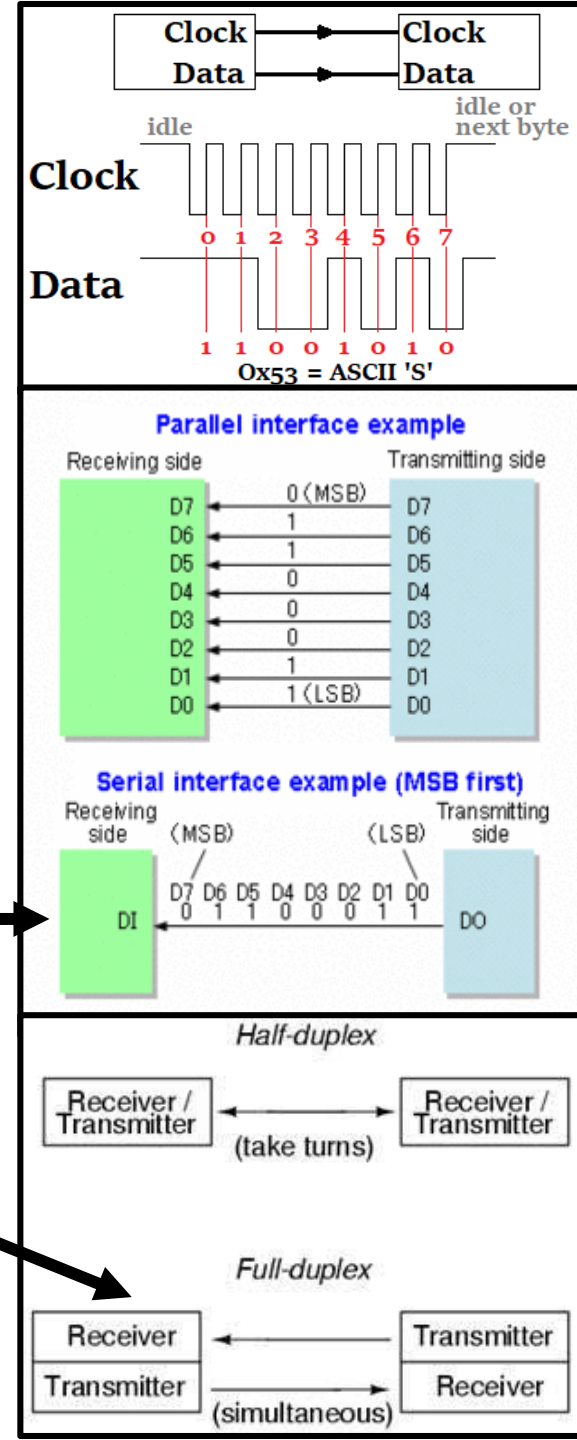 Clock Clock
Data Data
idle
idle or
next byte
Clock
0 1 2 3 4 5 6 7
Data
1 1 0 0 1 0 1 0
0x53 = ASCII 'S'
Parallel interface example
Receiving side Transmitting side
D7 0 (MSB) D7
D6 1 D6
D5 1 D5
D4 0 D4
D3 0 D3
D2 0 D2
D1 1 D1
D0 1 (LSB) D0
Serial interface example (MSB first)
Receiving side
(MSB)
(LSB)
Transmitting side
D7 D6 D5 D4 D3 D2 D1 D0
0 1 1 0 0 0 1 1
DI DO
Half-duplex
Receiver / Transmitter
Receiver / Transmitter
(take turns)
Full-duplex
Receiver Transmitter
Transmitter Receiver
(simultaneous)